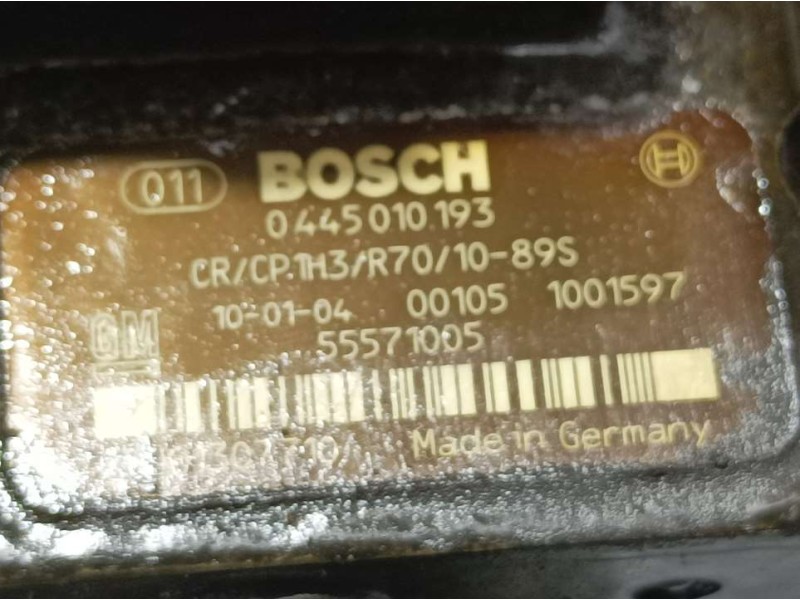 Q11 BOSCH
0 445 010 193
CR/CP1H3/R70/10-89S
10-01-04 00105 1001597
GM 55571005
Made in Germany